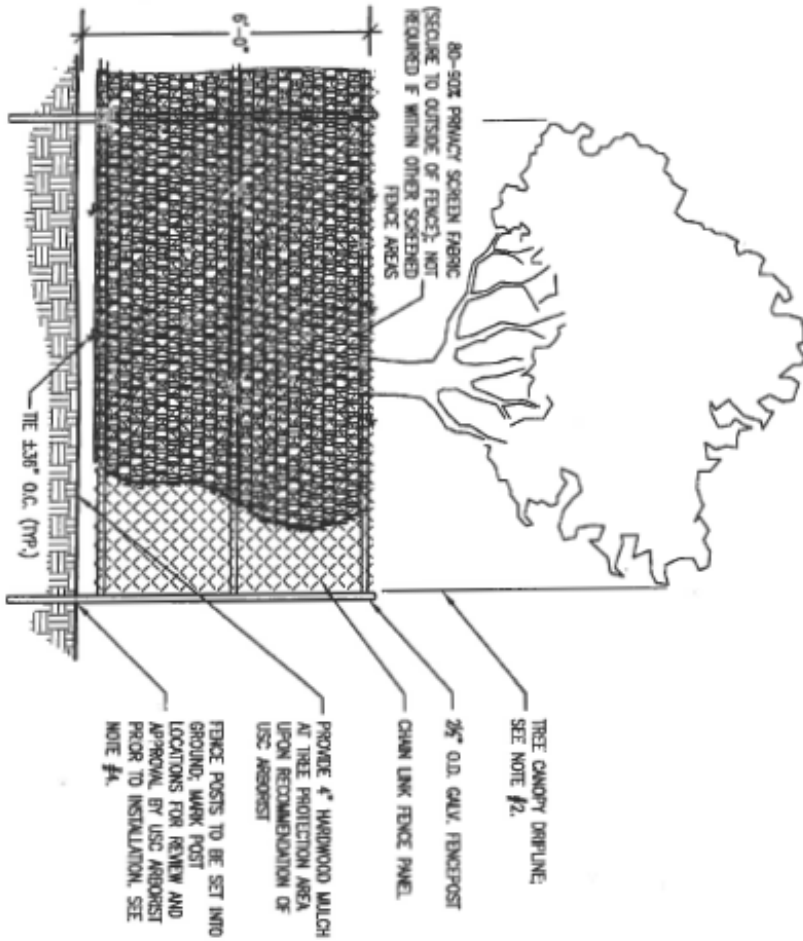 80-90% PRIVACY SCREEN FABRIC
(SECURE TO OUTSIDE OF FENCE); NOT
REQUIRED IF WITHIN OTHER SCREENED
FENCE AREAS
6'-0"
TREE CANOPY DRIPLINE;
SEE NOTE #2.
2½" O.D. GALV. FENCEPOST
CHAIN LINK FENCE PANEL
PROVIDE 4" HARDWOOD MULCH
AT TREE PROTECTION AREA
UPON RECOMMENDATION OF
USC ARBORIST
FENCE POSTS TO BE SET INTO
GROUND; MARK POST
LOCATIONS FOR REVIEW AND
APPROVAL BY USC ARBORIST
PRIOR TO INSTALLATION. SEE
NOTE #4.
TIE ±36" O.C. (TYP.)